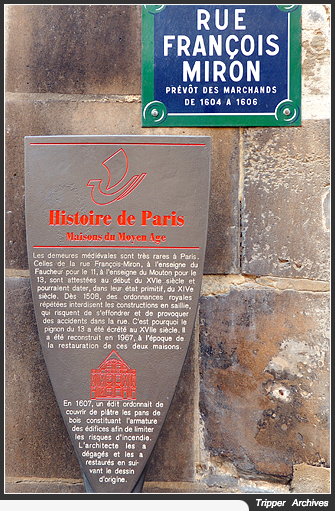 RUE
FRANÇOIS
MIRON
PRÉVÔT DES MARCHANDS
DE 1604 A 1606
Histoire de Paris
Maisons du Moyen Age
Les demeures médiévales sont très rares à Paris.
Celles de la rue François-Miron, à l'enseigne du
Faucheur pour le 11, à l'enseigne du Mouton pour le
13, sont attestées au début du XVIe siècle et
pourraient dater, dans leur état primitif, du XIVe
siècle. Dès 1508, des ordonnances royales
répétées interdisent les constructions en saillie,
qui risquent de s'effondrer et de provoquer
des accidents dans la rue. C'est pourquoi le
pignon du 13 a été écrêté au XVIIe siècle. Il
a été reconstruit en 1967, à l'époque de
la restauration de ces deux maisons.
En 1607, un édit ordonnait de
couvrir de plâtre les pans de
bois constituant l'armature
des édifices afin de limiter
les risques d'incendie.
L'architecte les a
dégagés et les a
restaurés en sui-
vant le dessin
d'origine.
Tripper Archives